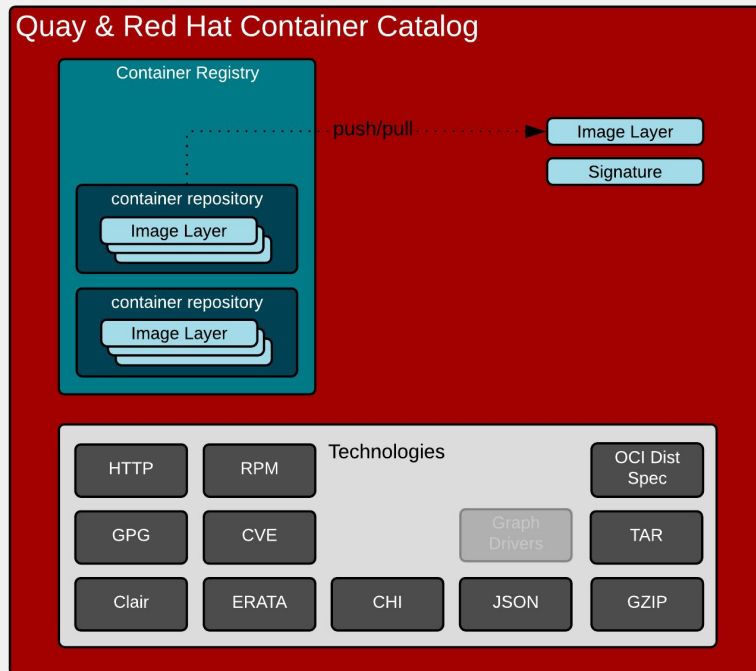 Quay & Red Hat Container Catalog
Container Registry
push/pull
Image Layer
Signature
container repository
Image Layer
container repository
Image Layer
Technologies
HTTP
RPM
OCI Dist
Spec
GPG
CVE
Graph
Drivers
TAR
Clair
ERATA
CHI
JSON
GZIP